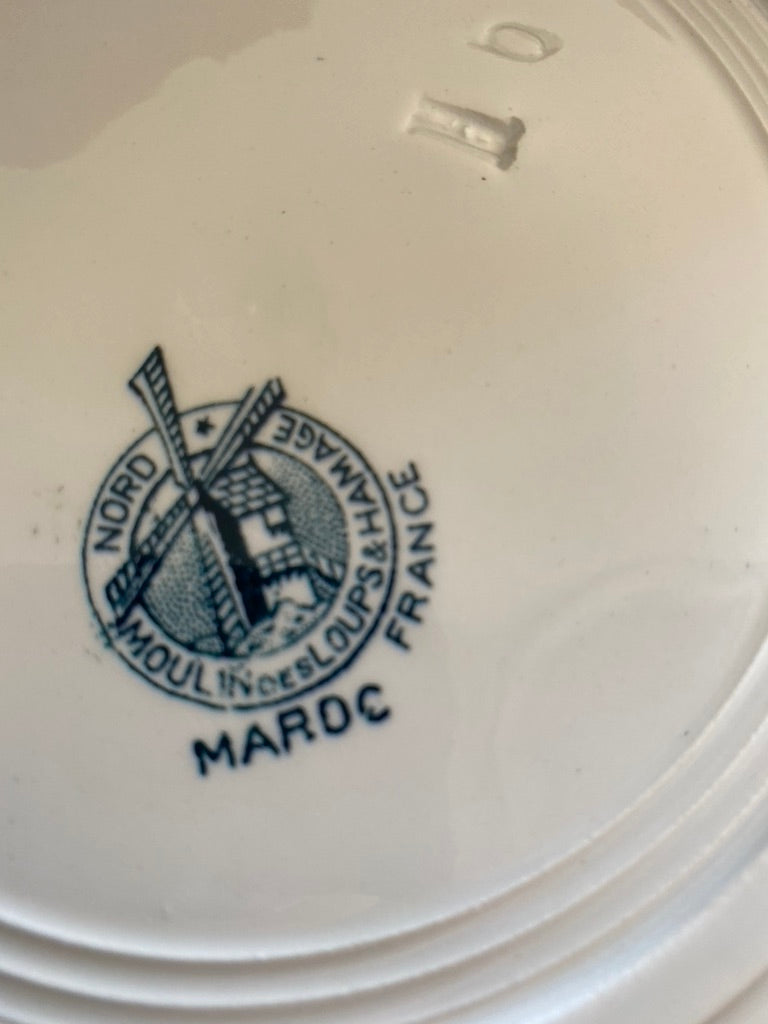 NORD
MOULIN DES LOUPS & HAMAGE
FRANCE
MAROC